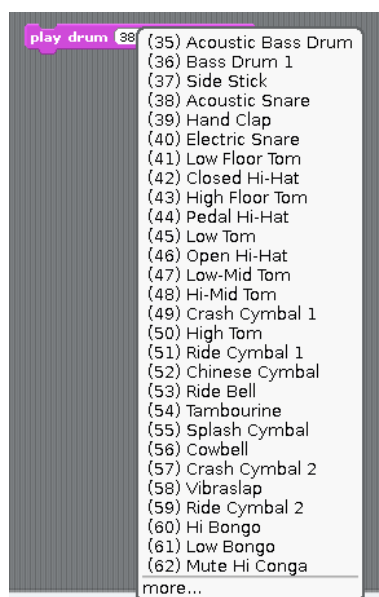 play drum 38
(35) Acoustic Bass Drum
(36) Bass Drum 1
(37) Side Stick
(38) Acoustic Snare
(39) Hand Clap
(40) Electric Snare
(41) Low Floor Tom
(42) Closed Hi-Hat
(43) High Floor Tom
(44) Pedal Hi-Hat
(45) Low Tom
(46) Open Hi-Hat
(47) Low-Mid Tom
(48) Hi-Mid Tom
(49) Crash Cymbal 1
(50) High Tom
(51) Ride Cymbal 1
(52) Chinese Cymbal
(53) Ride Bell
(54) Tambourine
(55) Splash Cymbal
(56) Cowbell
(57) Crash Cymbal 2
(58) Vibraslap
(59) Ride Cymbal 2
(60) Hi Bongo
(61) Low Bongo
(62) Mute Hi Conga
more...